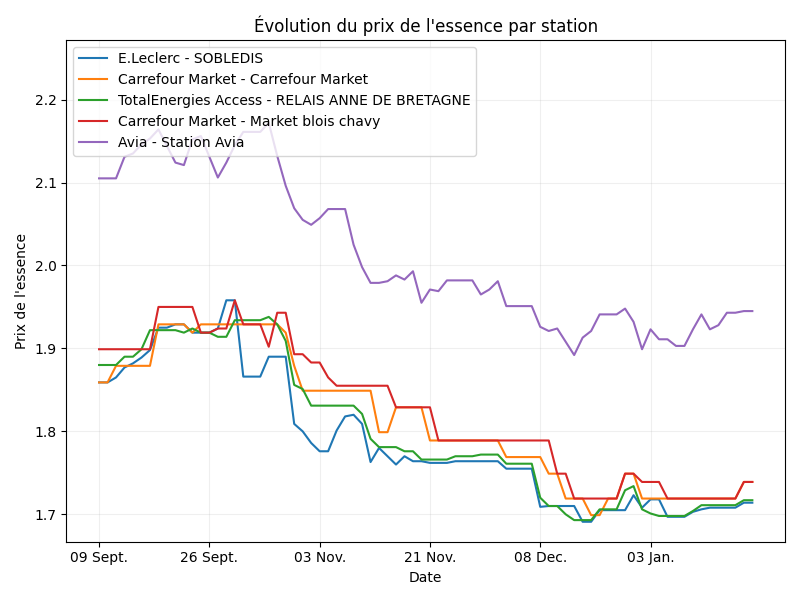 Évolution du prix de l'essence par station
E.Leclerc - SOBLEDIS
Carrefour Market - Carrefour Market
TotalEnergies Access - RELAIS ANNE DE BRETAGNE
Carrefour Market - Market blois chavy
Avia - Station Avia
Prix de l'essence
2.2
2.1
2.0
1.9
1.8
1.7
09 Sept.
26 Sept.
03 Nov.
21 Nov.
08 Dec.
03 Jan.
Date